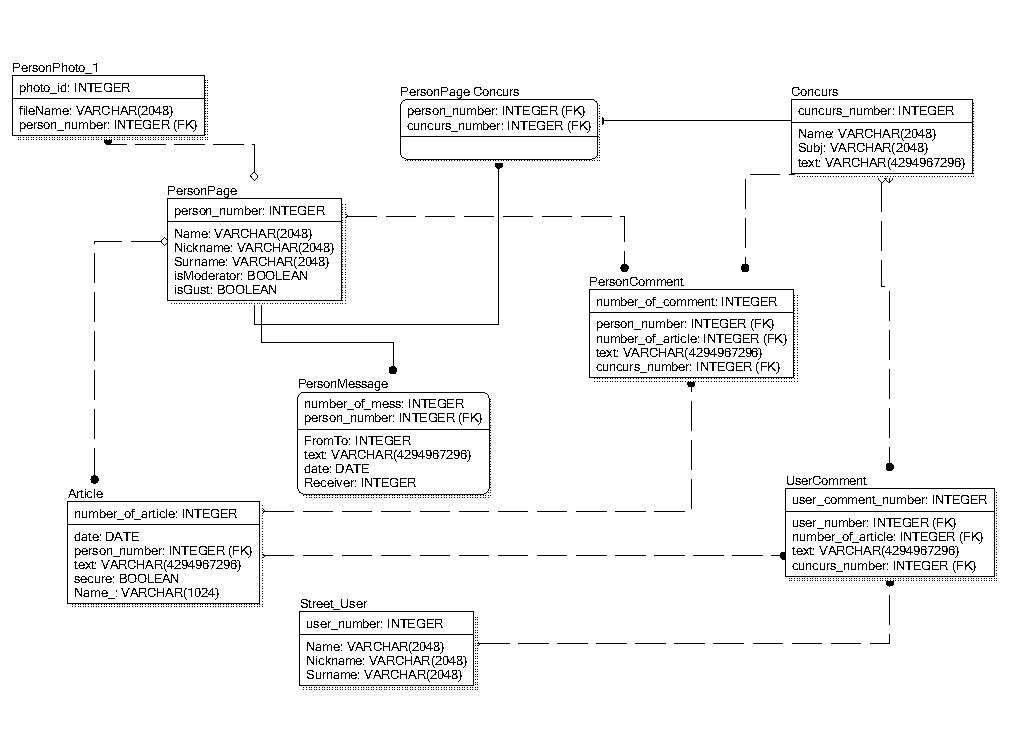 PersonPhoto_1
photo_id: INTEGER
fileName: VARCHAR(2048)
person_number: INTEGER (FK)
PersonPage Concurs
person_number: INTEGER (FK)
cuncurs_number: INTEGER (FK)
Concurs
cuncurs_number: INTEGER
Name: VARCHAR(2048)
Subj: VARCHAR(2048)
text: VARCHAR(4294967296)
PersonPage
person_number: INTEGER
Name: VARCHAR(2048)
Nickname: VARCHAR(2048)
Surname: VARCHAR(2048)
isModerator: BOOLEAN
isGust: BOOLEAN
PersonComment
number_of_comment: INTEGER
person_number: INTEGER (FK)
number_of_article: INTEGER (FK)
text: VARCHAR(4294967296)
cuncurs_number: INTEGER (FK)
PersonMessage
number_of_mess: INTEGER
person_number: INTEGER (FK)
FromTo: INTEGER
text: VARCHAR(4294967296)
date: DATE
Receiver: INTEGER
Article
number_of_article: INTEGER
date: DATE
person_number: INTEGER (FK)
text: VARCHAR(4294967296)
secure: BOOLEAN
Name_: VARCHAR(1024)
UserComment
user_comment_number: INTEGER
user_number: INTEGER (FK)
number_of_article: INTEGER (FK)
text: VARCHAR(4294967296)
cuncurs_number: INTEGER (FK)
Street_User
user_number: INTEGER
Name: VARCHAR(2048)
Nickname: VARCHAR(2048)
Surname: VARCHAR(2048)